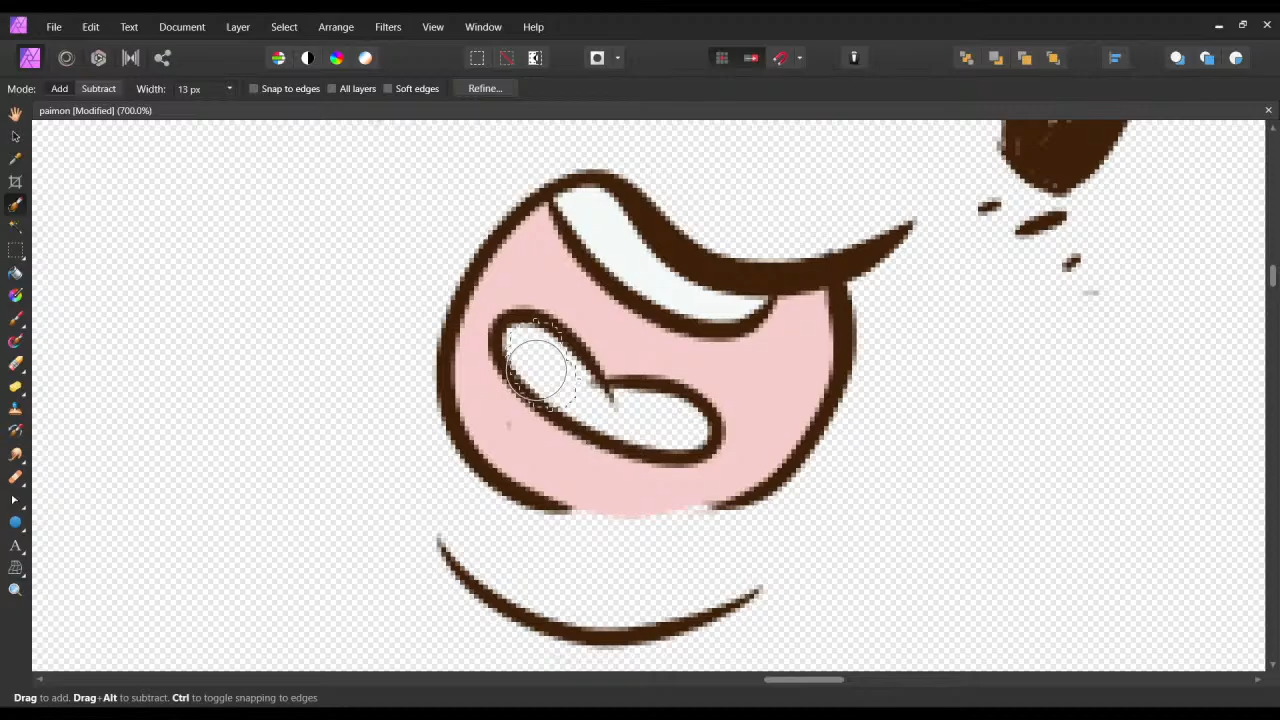 File Edit Text Document Layer Select Arrange Filters View Window Help
Mode: Add Subtract Width: 13 px Snap to edges All layers Soft edges Refine...
paimon [Modified] (700.0%)
Drag to add. Drag+Alt to subtract. Ctrl to toggle snapping to edges